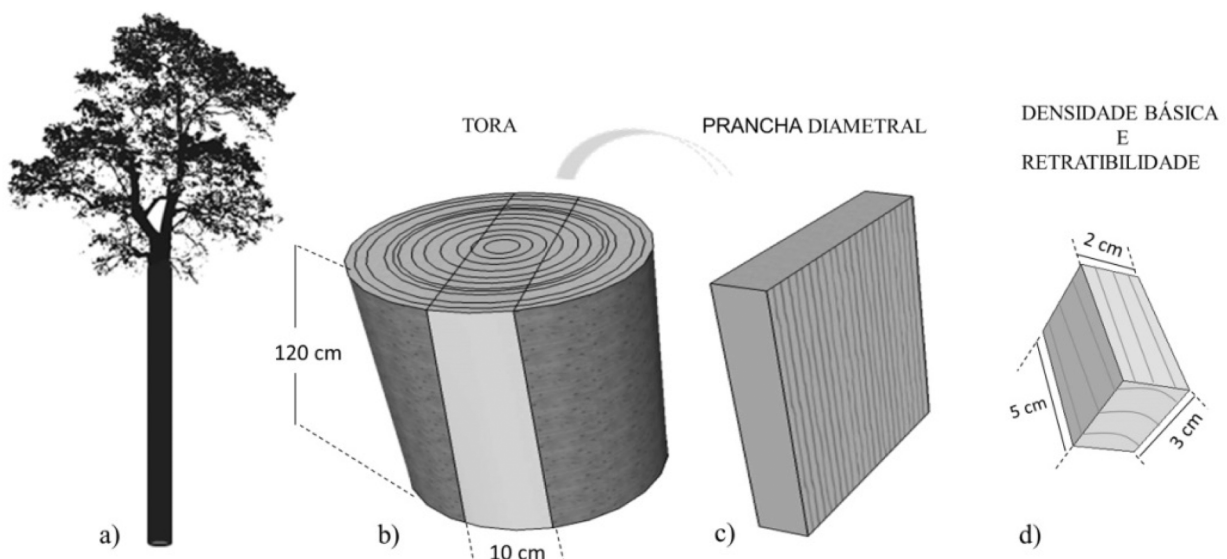 TORA
PRANCHA DIAMETRAL
DENSIDADE BÁSICA
E
RETRATIBILIDADE
120 cm
10 cm
2 cm
5 cm
3 cm
a)
b)
c)
d)